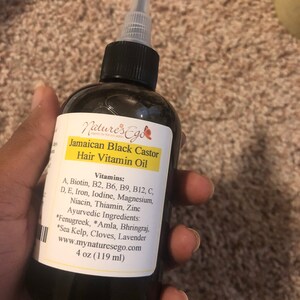 Nature's Ego
Jamaican Black Castor
Hair Vitamin Oil
Vitamins:
A, Biotin, B2, B6, B9, B12, C,
D, E, Iron, Iodine, Magnesium,
Niacin, Thiamin, Zinc
Ayurvedic Ingredients:
*Fenugreek, *Amla, Bhringraj,
*Sea Kelp, Cloves, Lavender
www.mynaturesego.com
4 oz (119 ml)